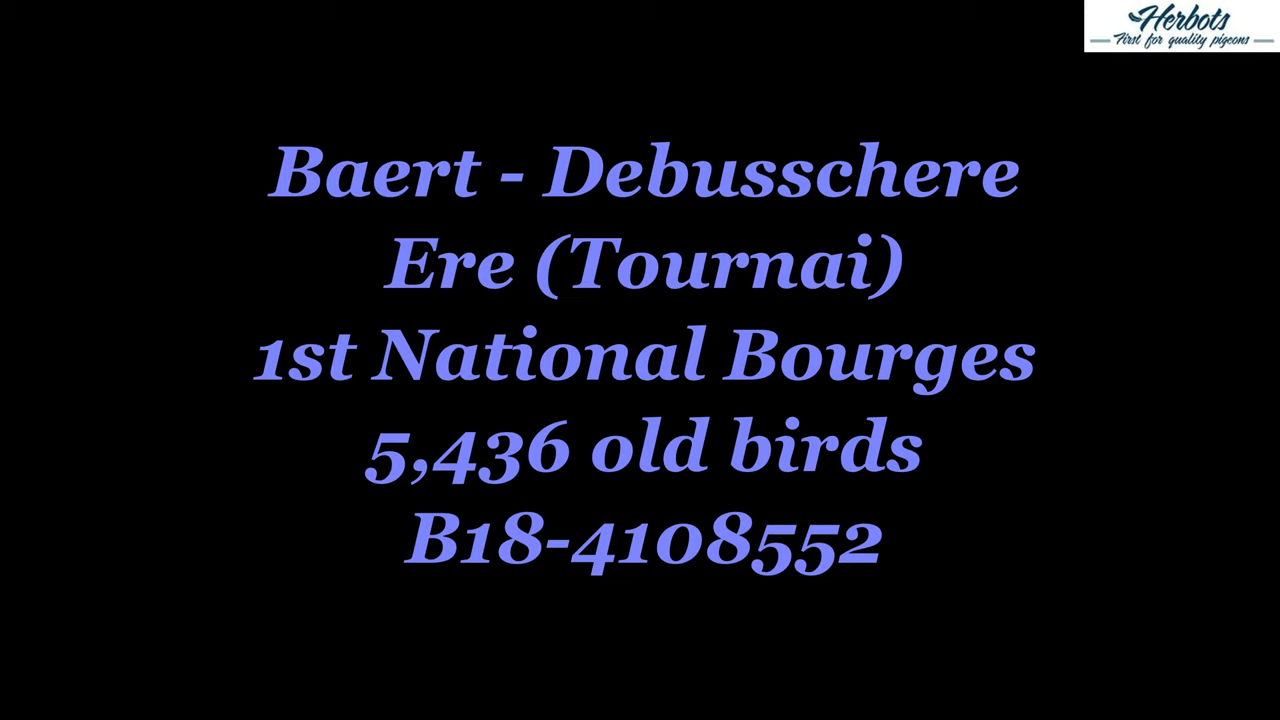 Herbots
First for quality pigeons
Baert - Debusschere
Ere (Tournai)
1st National Bourges
5,436 old birds
B18-4108552